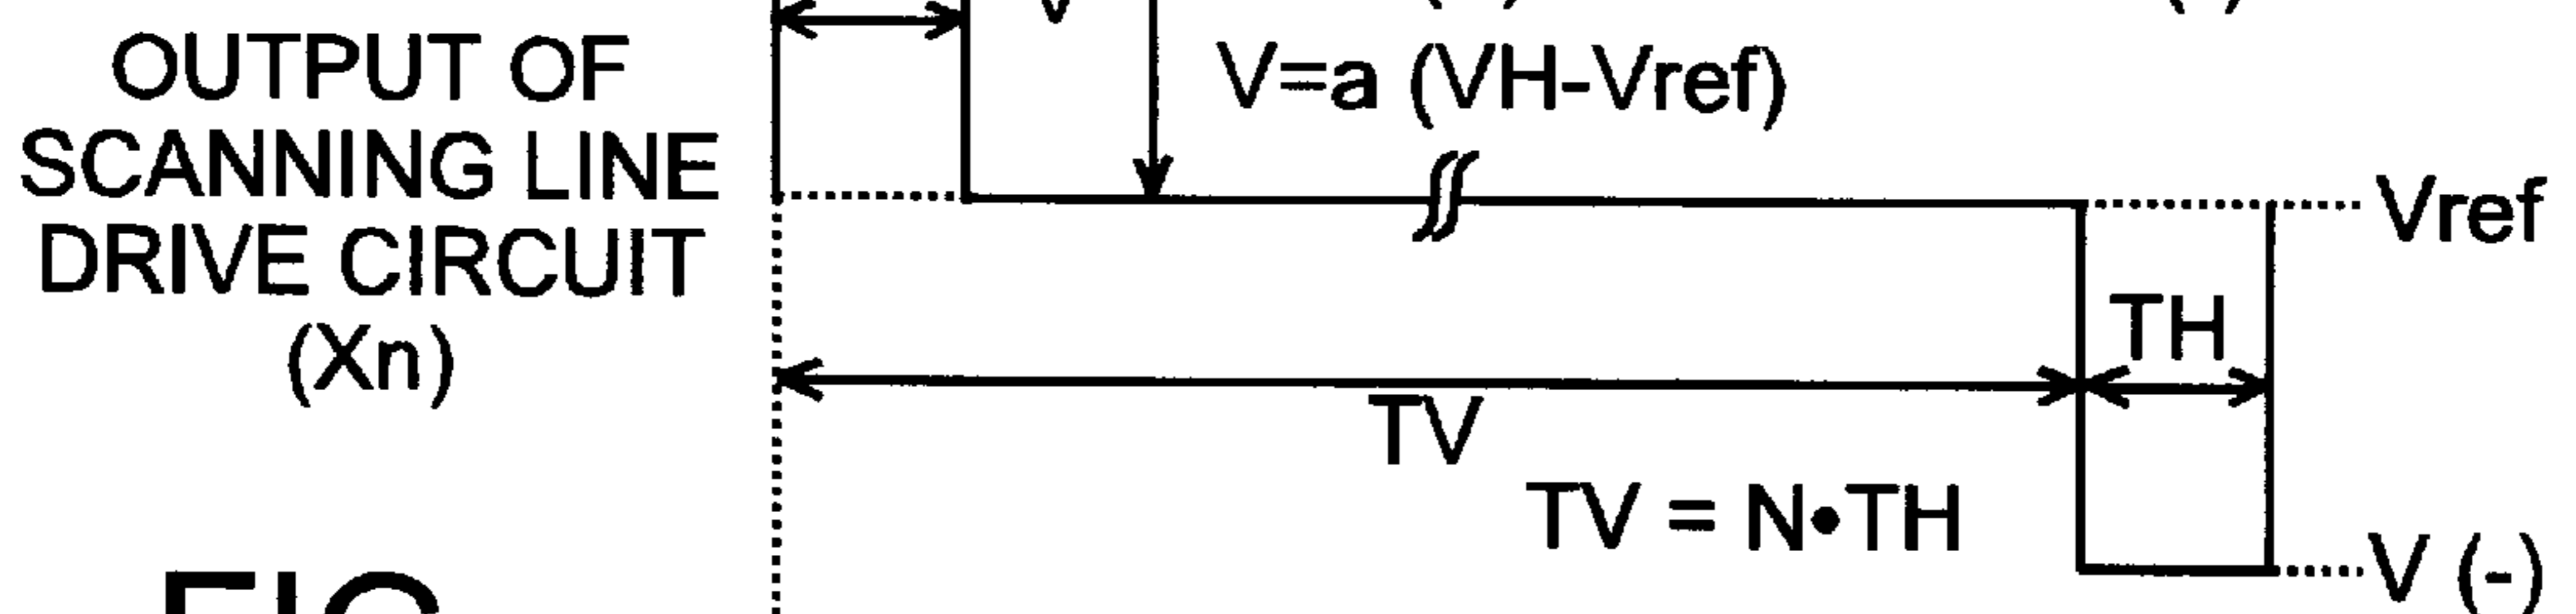 V=a (VH-Vref)
OUTPUT OF
SCANNING LINE
DRIVE CIRCUIT
(Xn)
Vref
TH
TV
TV = N•TH
V (-)